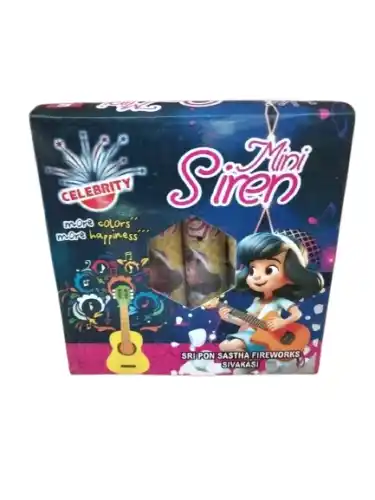 Mini
Siren
CELEBRITY
more colors''
more happiness'''
SRI PON SASTHA FIREWORKS
SIVAKASI